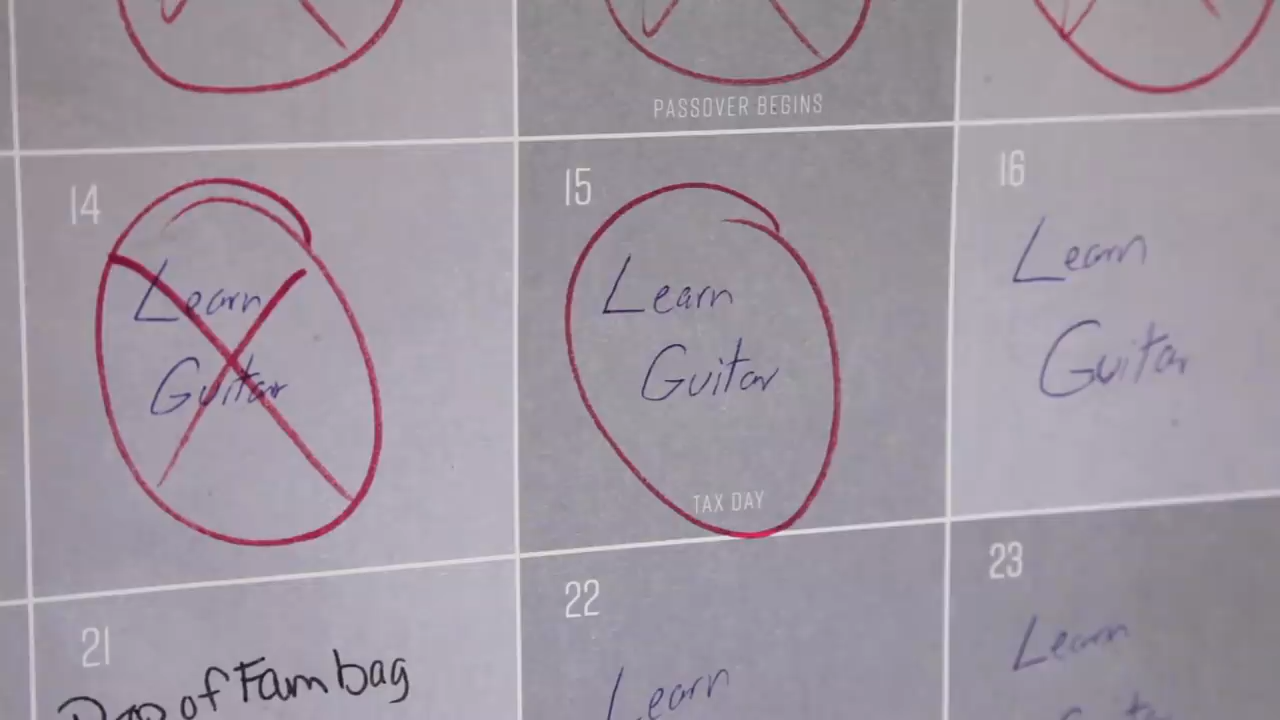 PASSOVER BEGINS
14
Learn
Guitar
15
Learn
Guitar
TAX DAY
16
Learn
Guitar
21
of Farm bag
22
Learn
23
Learn